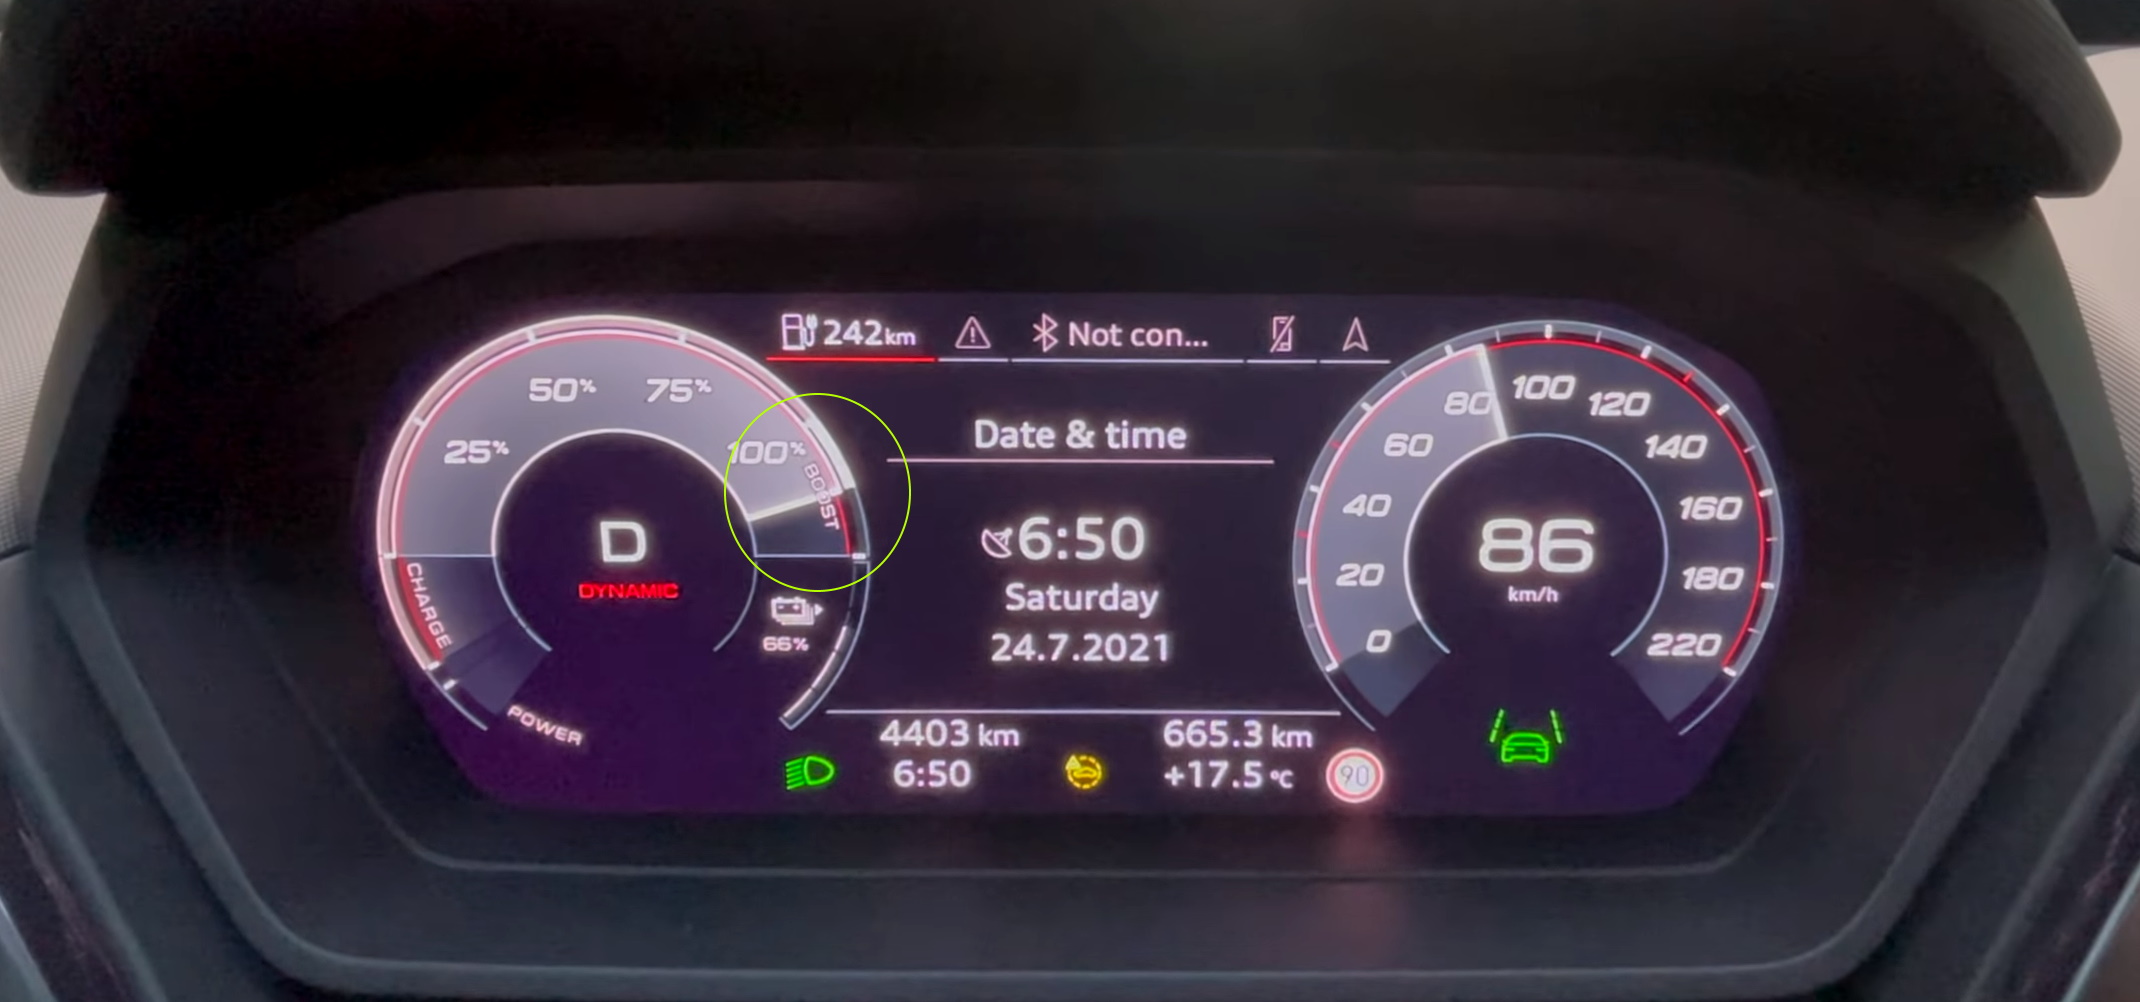 242km
Not con...
50%
75%
25%
100%
BOOST
D
DYNAMIC
CHARGE
66%
POWER
Date & time
6:50
Saturday
24.7.2021
4403 km
665.3 km
6:50
+17.5 °C
90
0
20
40
60
80
100
120
140
160
180
220
86
km/h